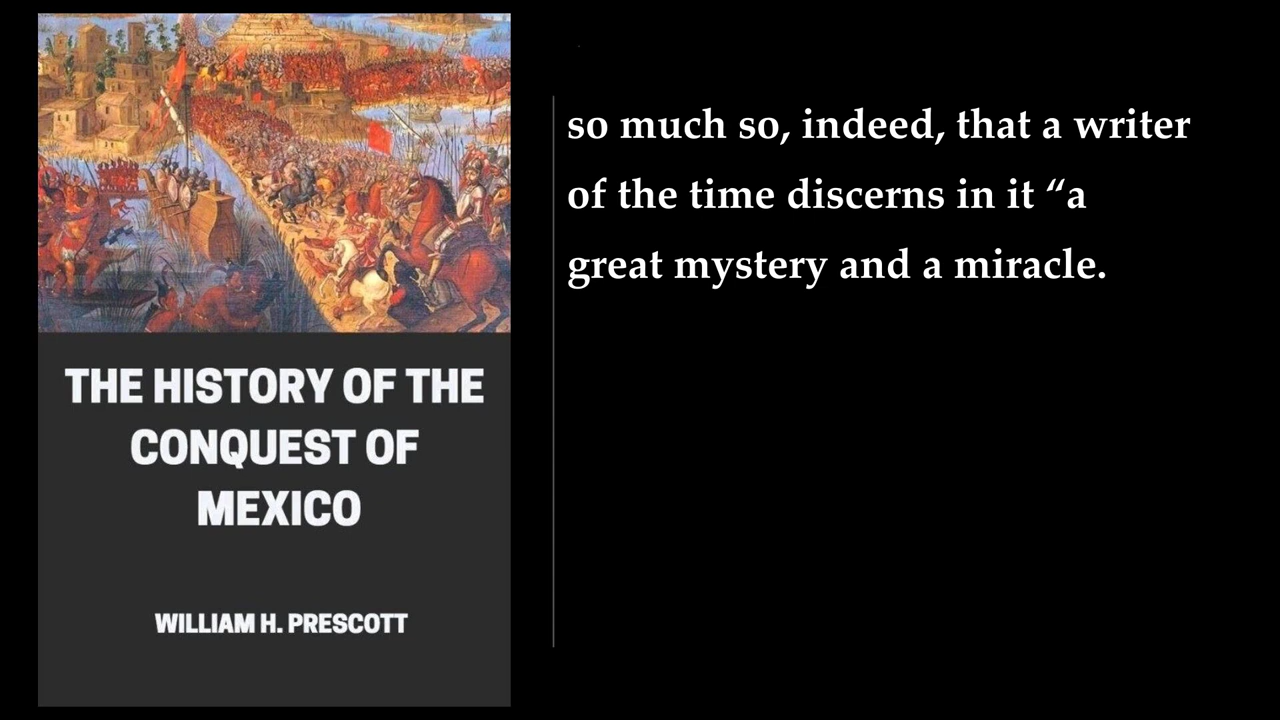 THE HISTORY OF THE
CONQUEST OF
MEXICO
WILLIAM H. PRESCOTT
so much so, indeed, that a writer
of the time discerns in it “a
great mystery and a miracle.